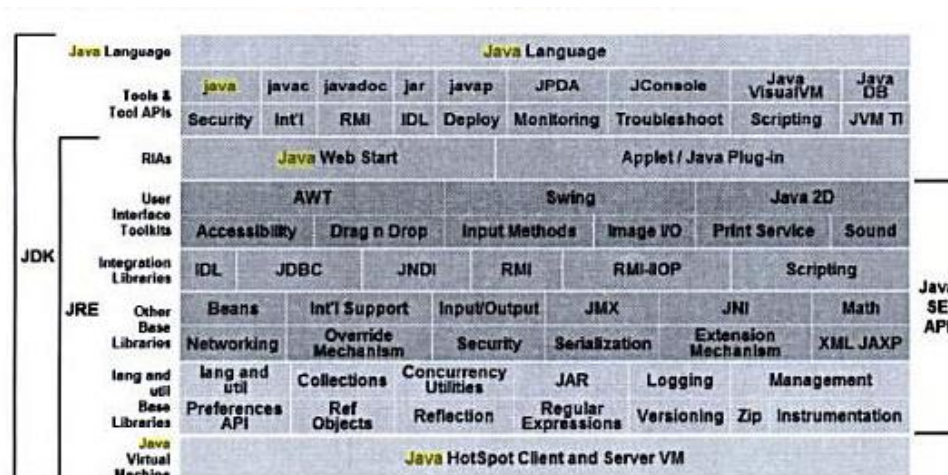 Java Language Java Language
Tools & Tool APIs java javac javadoc jar javap JPDA JConsole Java VisualVM Java DB
Security Int'l RMI IDL Deploy Monitoring Troubleshoot Scripting JVM TI
RIAs Java Web Start Applet / Java Plug-in
User Interface Toolkits AWT Swing Java 2D
Accessibility Drag n Drop Input Methods Image I/O Print Service Sound
JDK
Integration Libraries IDL JDBC JNDI RMI RMI-IIOP Scripting
JRE
Java SE API
Other Base Libraries Beans Int'l Support Input/Output JMX JNI Math
Networking Override Mechanism Security Serialization Extension Mechanism XML JAXP
lang and util Base Libraries lang and util Collections Concurrency Utilities JAR Logging Management
Preferences API Ref Objects Reflection Regular Expressions Versioning Zip Instrumentation
Java Virtual Machine Java HotSpot Client and Server VM